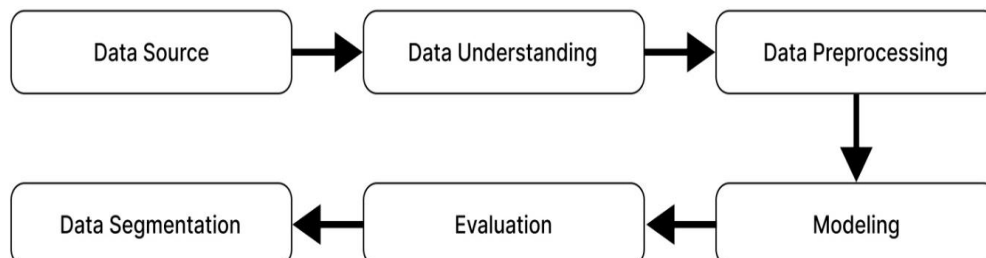 Data Source
Data Understanding
Data Preprocessing
Modeling
Evaluation
Data Segmentation